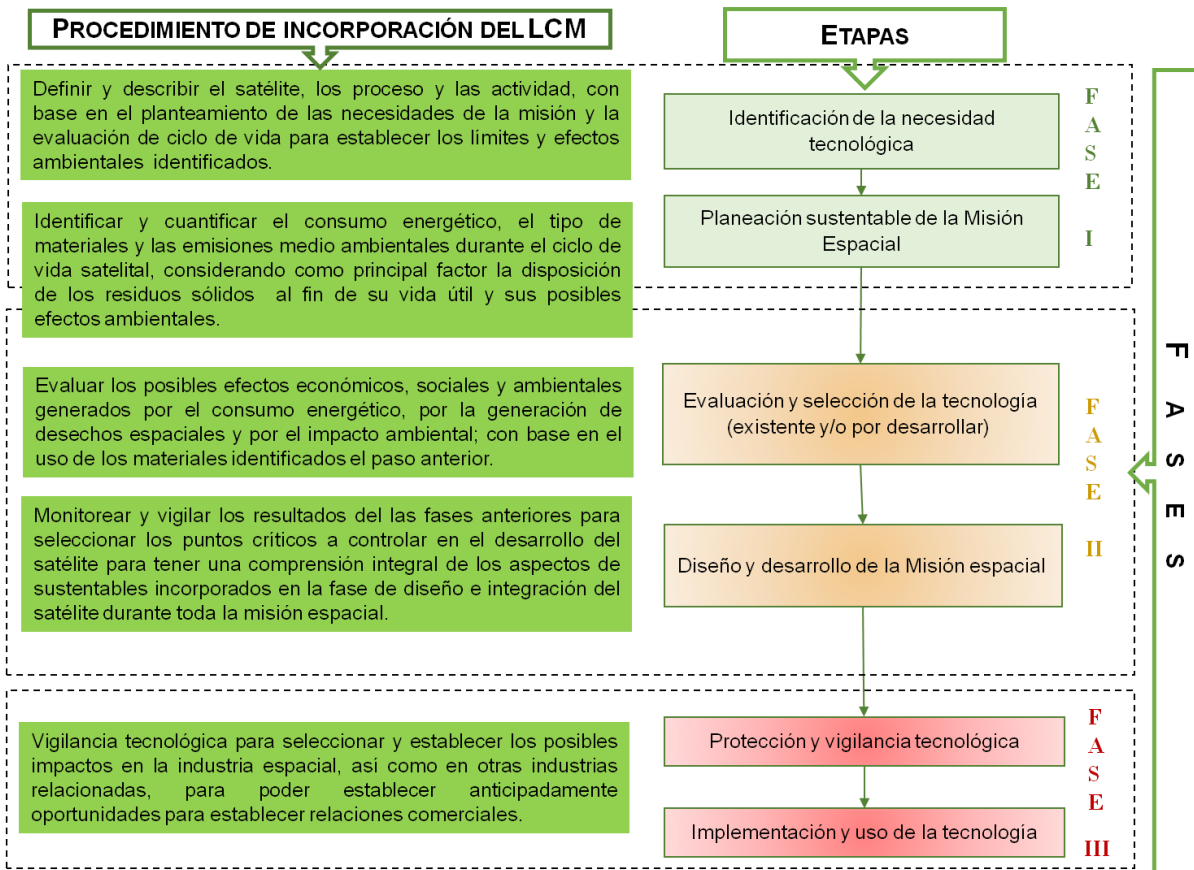 PROCEDIMIENTO DE INCORPORACIÓN DEL LCM
Definir y describir el satélite, los proceso y las actividad, con
base en el planteamiento de las necesidades de la misión y la
evaluación de ciclo de vida para establecer los límites y efectos
ambientales identificados.
Identificar y cuantificar el consumo energético, el tipo de
materiales y las emisiones medio ambientales durante el ciclo de
vida satelital, considerando como principal factor la disposición
de los residuos sólidos al fin de su vida útil y sus posibles
efectos ambientales.
Evaluar los posibles efectos económicos, sociales y ambientales
generados por el consumo energético, por la generación de
desechos espaciales y por el impacto ambiental; con base en el
uso de los materiales identificados el paso anterior.
Monitorear y vigilar los resultados del las fases anteriores para
seleccionar los puntos críticos a controlar en el desarrollo del
satélite para tener una comprensión integral de los aspectos de
sustentables incorporados en la fase de diseño e integración del
satélite durante toda la misión espacial.
Vigilancia tecnológica para seleccionar y establecer los posibles
impactos en la industria espacial, así como en otras industrias
relacionadas, para poder establecer anticipadamente
oportunidades para establecer relaciones comerciales.
ETAPAS
Identificación de la necesidad
tecnológica
Planeación sustentable de la Misión
Espacial
Evaluación y selección de la tecnología
(existente y/o por desarrollar)
Diseño y desarrollo de la Misión espacial
Protección y vigilancia tecnológica
Implementación y uso de la tecnología
FASE I
FASE II
FASE III
FASES